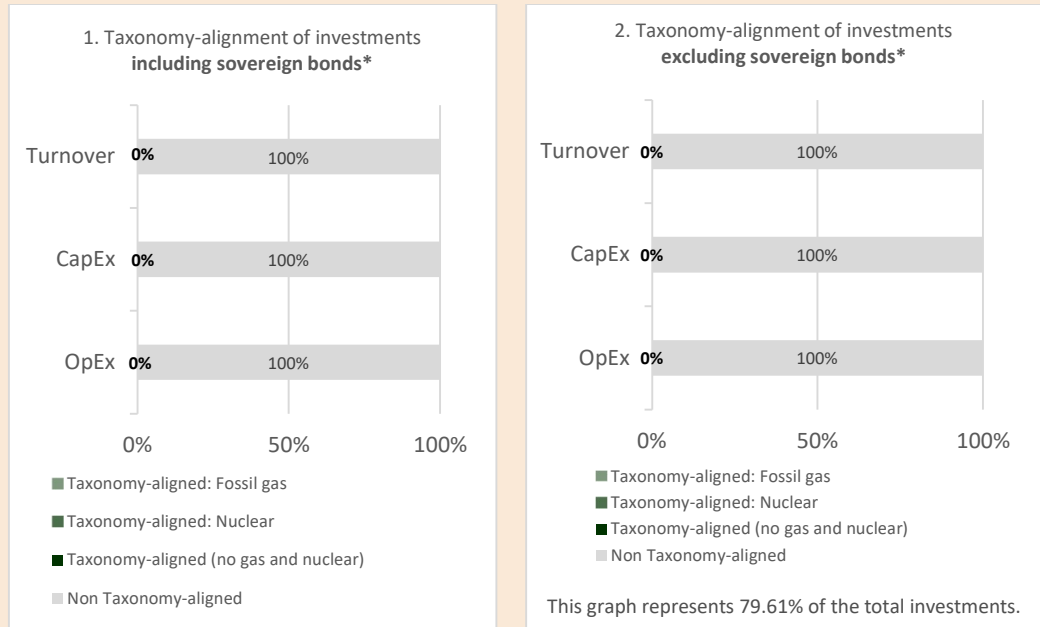 1. Taxonomy-alignment of investments
including sovereign bonds*
Turnover 0% 100%
CapEx 0% 100%
OpEx 0% 100%
0% 50% 100%
Taxonomy-aligned: Fossil gas
Taxonomy-aligned: Nuclear
Taxonomy-aligned (no gas and nuclear)
Non Taxonomy-aligned
2. Taxonomy-alignment of investments
excluding sovereign bonds*
Turnover 0% 100%
CapEx 0% 100%
OpEx 0% 100%
0% 50% 100%
Taxonomy-aligned: Fossil gas
Taxonomy-aligned: Nuclear
Taxonomy-aligned (no gas and nuclear)
Non Taxonomy-aligned
This graph represents 79.61% of the total investments.